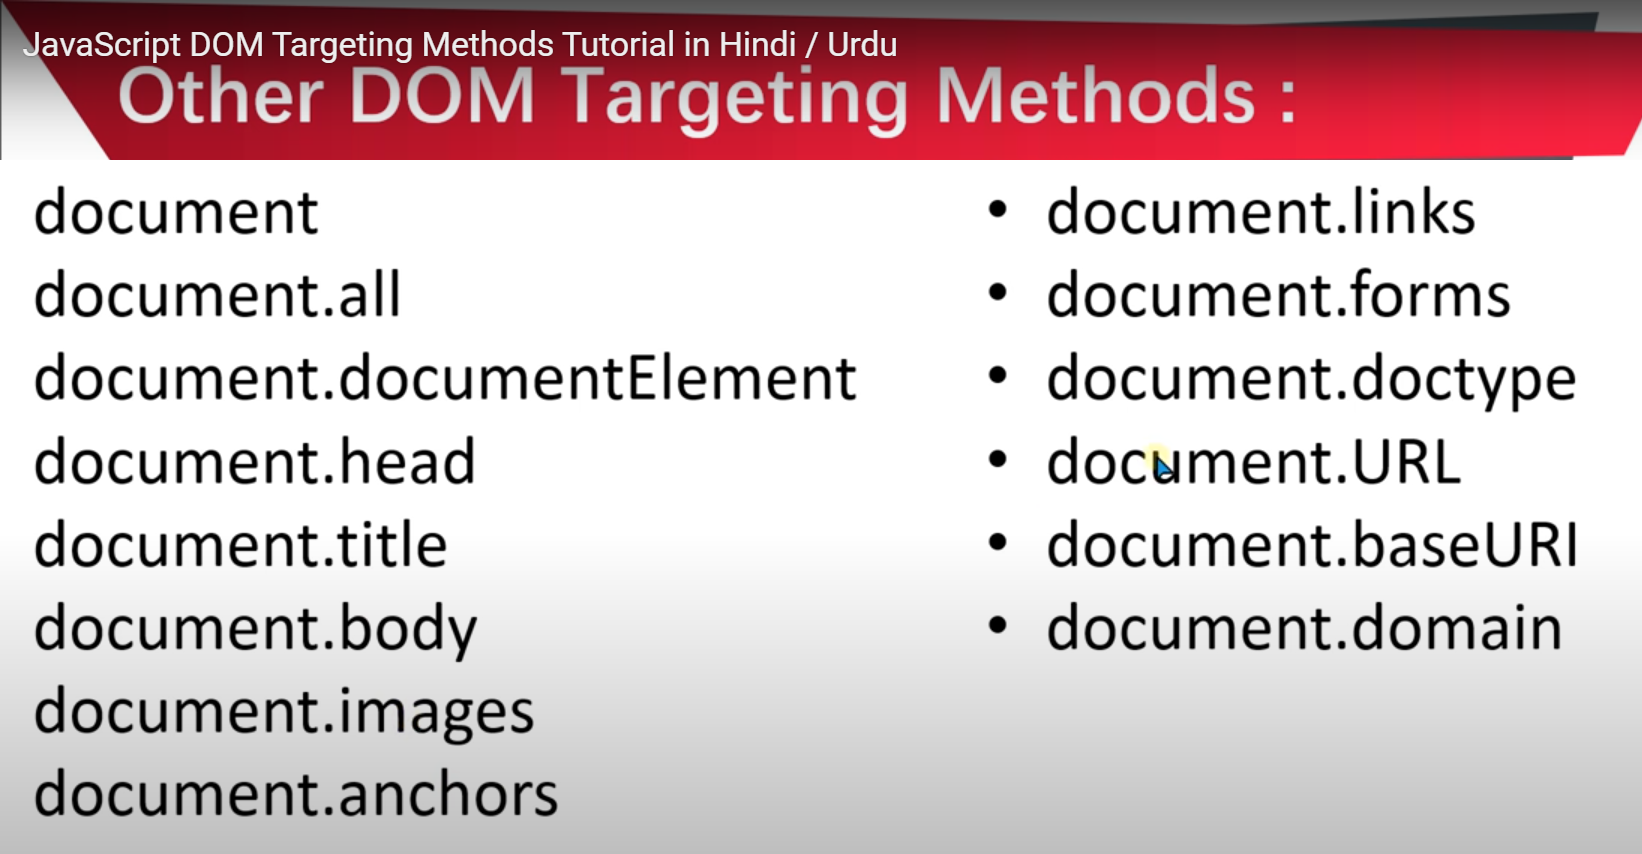 JavaScript DOM Targeting Methods Tutorial in Hindi / Urdu
Other DOM Targeting Methods :
document
document.all
document.documentElement
document.head
document.title
document.body
document.images
document.anchors
• document.links
• document.forms
• document.doctype
• document.URL
• document.baseURI
• document.domain